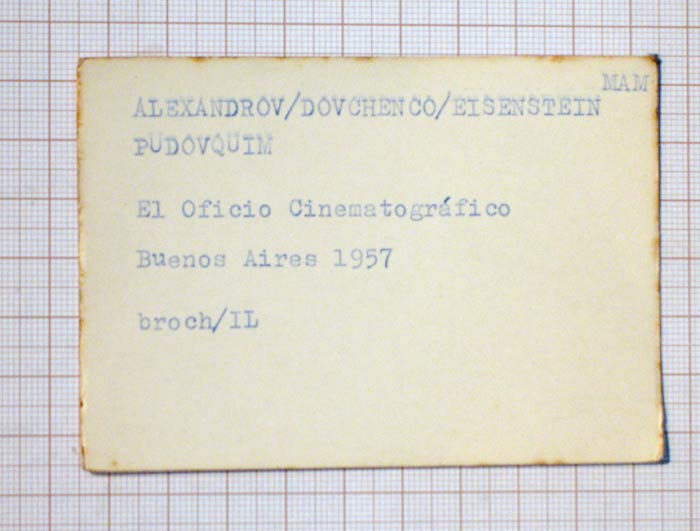 MAM
ALEXANDROV/DOVCHENCO/EISENSTEIN
PUDOVQUIM
El Oficio Cinematográfico
Buenos Aires 1957
broch/IL